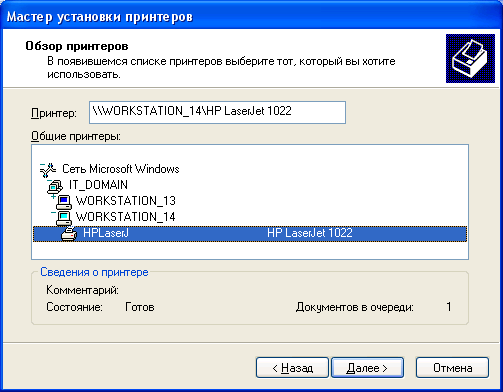 Мастер установки принтеров
Обзор принтеров
В появившемся списке принтеров выберите тот, который вы хотите
использовать.
Принтер: \\WORKSTATION_14\HP LaserJet 1022
Общие принтеры:
Сеть Microsoft Windows
IT_DOMAIN
WORKSTATION_13
WORKSTATION_14
HPLaserJ HP LaserJet 1022
Сведения о принтере
Комментарий:
Состояние: Готов Документов в очереди: 1
< Назад Далее > Отмена